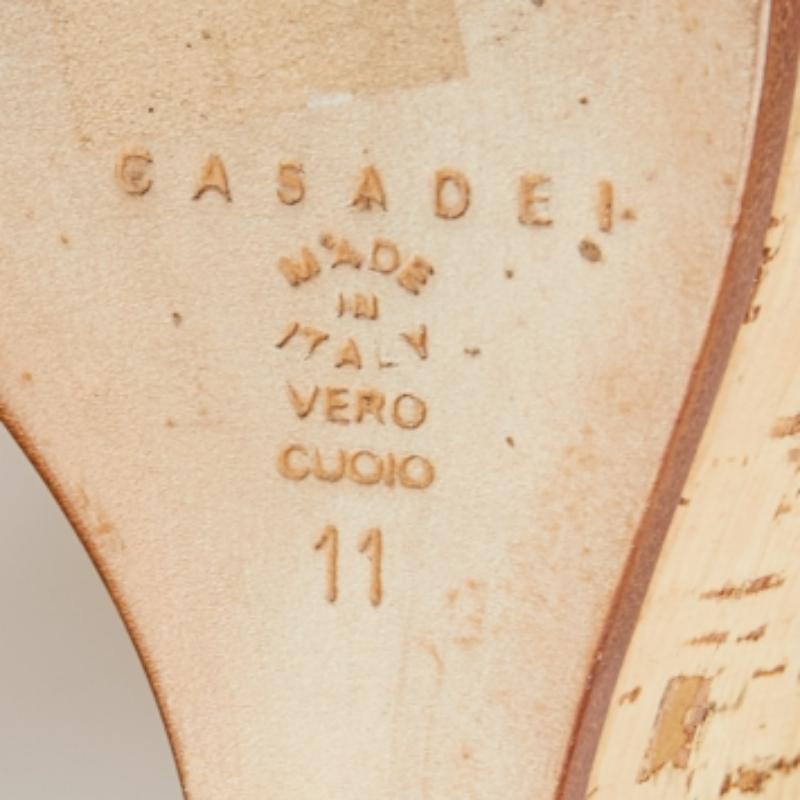 CASADEI
MADE
IN
ITALY
VERO
CUOIO
11